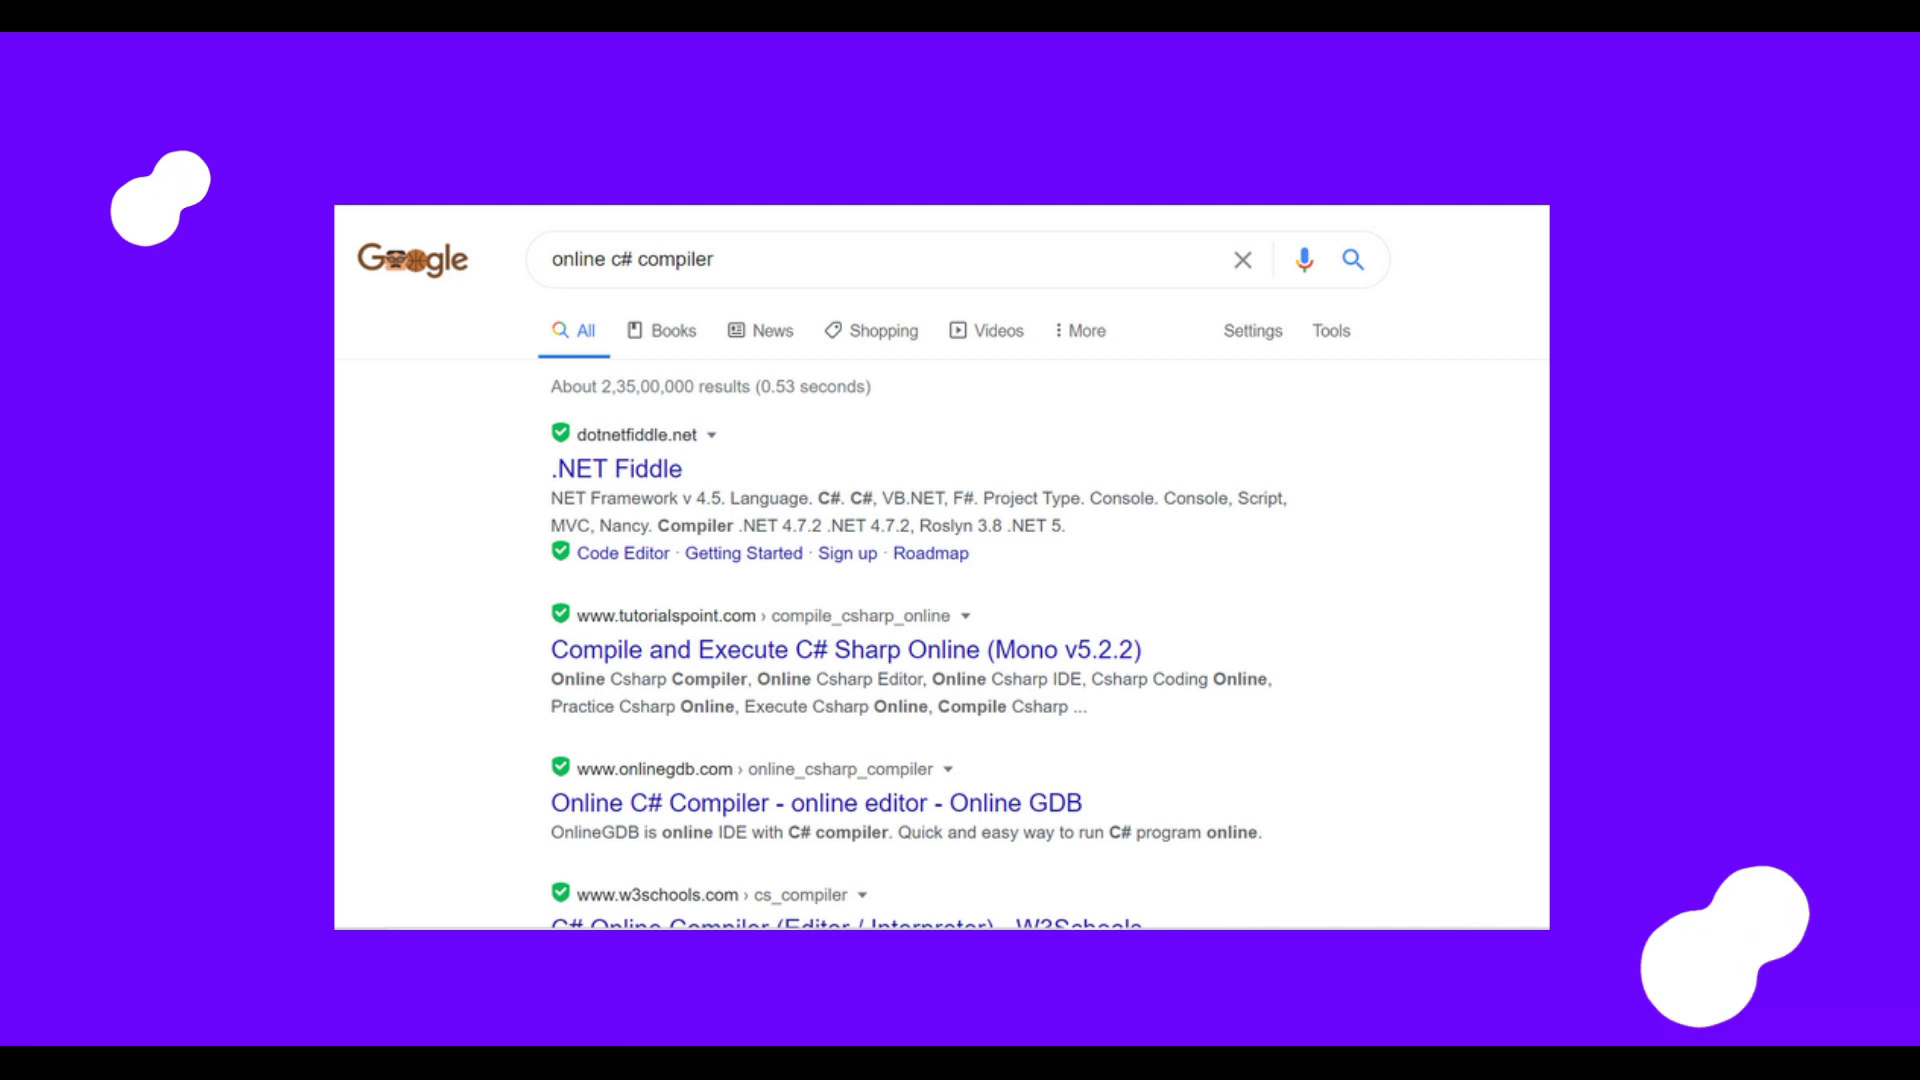 Google
online c# compiler
All Books News Shopping Videos More Settings Tools
About 2,35,00,000 results (0.53 seconds)
dotnetfiddle.net
.NET Fiddle
NET Framework v 4.5. Language. C#. C#, VB.NET, F#. Project Type. Console. Console, Script,
MVC, Nancy. Compiler .NET 4.7.2 .NET 4.7.2, Roslyn 3.8 .NET 5.
Code Editor · Getting Started · Sign up · Roadmap
www.tutorialspoint.com › compile_csharp_online
Compile and Execute C# Sharp Online (Mono v5.2.2)
Online Csharp Compiler, Online Csharp Editor, Online Csharp IDE, Csharp Coding Online,
Practice Csharp Online, Execute Csharp Online, Compile Csharp ...
www.onlinegdb.com › online_csharp_compiler
Online C# Compiler - online editor - Online GDB
OnlineGDB is online IDE with C# compiler. Quick and easy way to run C# program online.
www.w3schools.com › cs_compiler
C# Online Compiler (Editor / Interpreter) - W3Schools